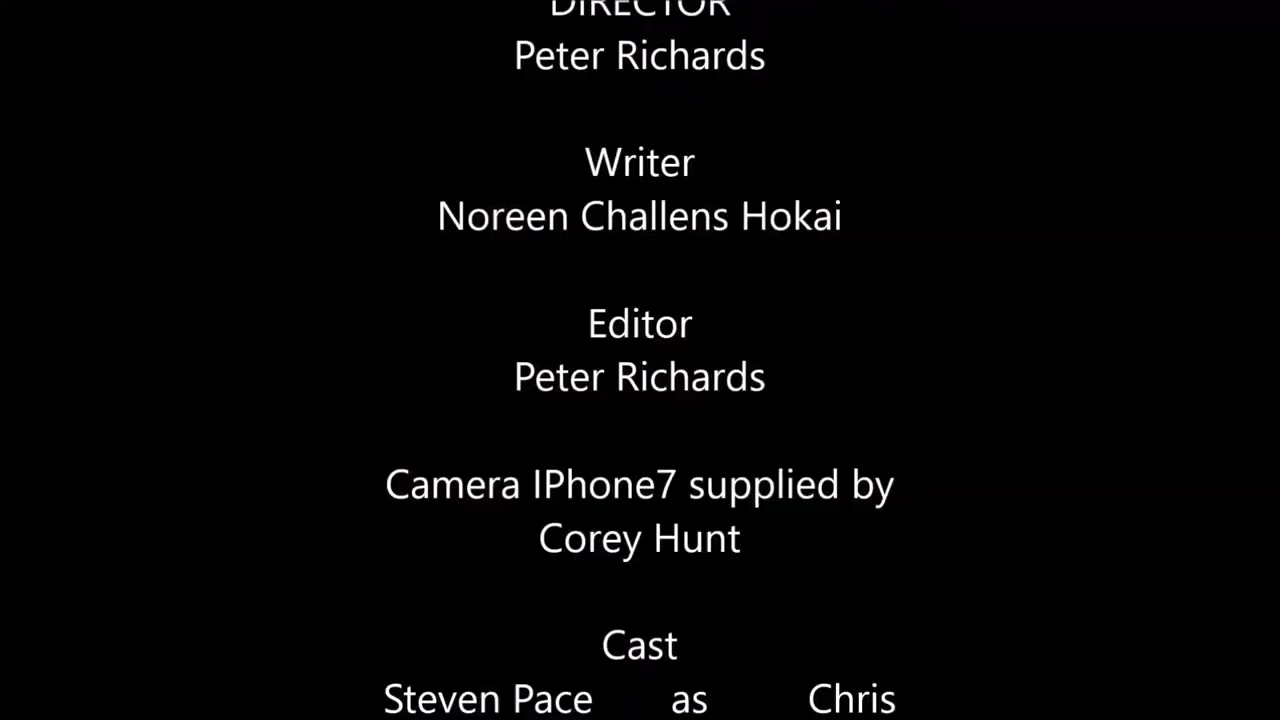 DIRECTOR
Peter Richards
Writer
Noreen Challens Hokai
Editor
Peter Richards
Camera IPhone7 supplied by
Corey Hunt
Cast
Steven Pace as Chris